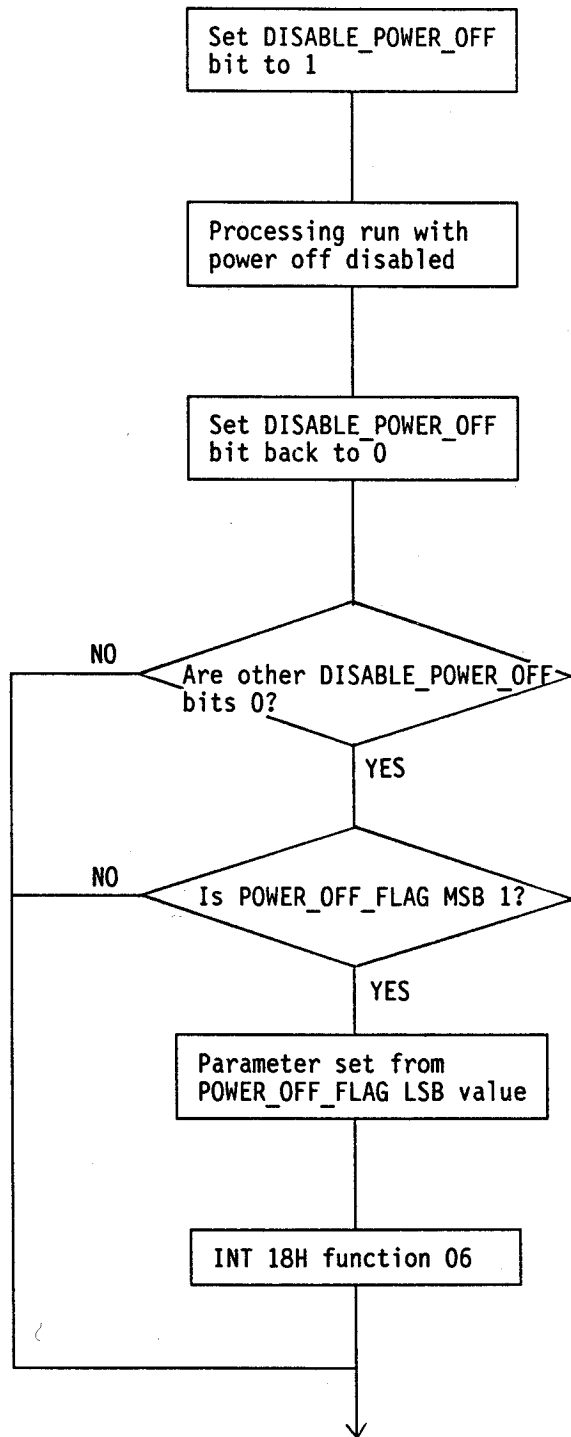 Set DISABLE_POWER_OFF
bit to 1
Processing run with
power off disabled
Set DISABLE_POWER_OFF
bit back to 0
NO
Are other DISABLE_POWER_OFF
bits 0?
YES
NO
Is POWER_OFF_FLAG MSB 1?
YES
Parameter set from
POWER_OFF_FLAG LSB value
INT 18H function 06